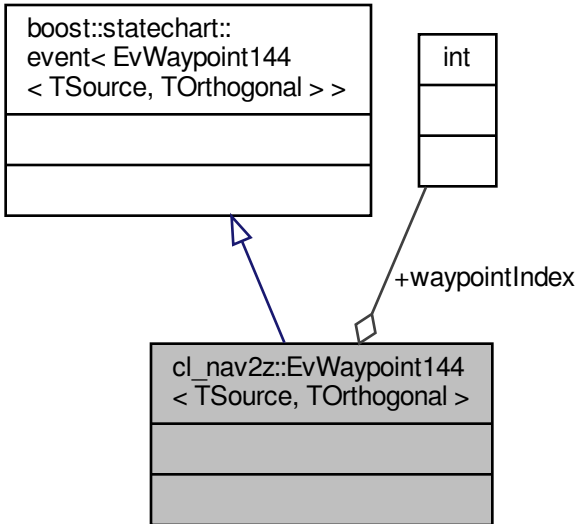 boost::statechart::
event< EvWaypoint144
< TSource, TOrthogonal > >
int
+waypointIndex
cl_nav2z::EvWaypoint144
< TSource, TOrthogonal >